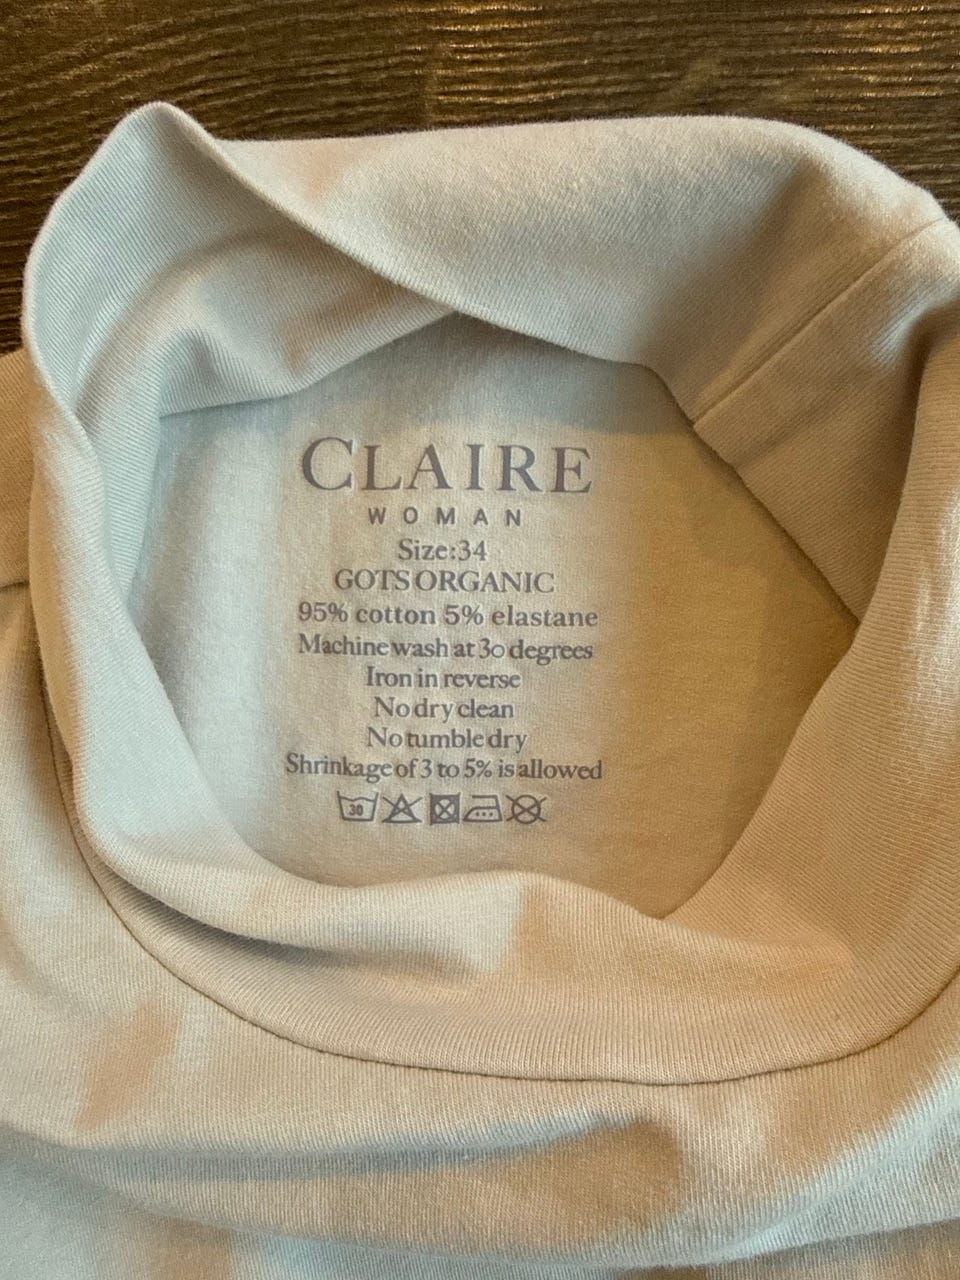 CLAIRE
WOMAN
Size:34
GOTS ORGANIC
95% cotton 5% elastane
Machine wash at 30 degrees
Iron in reverse
No dry clean
No tumble dry
Shrinkage of 3 to 5% is allowed
30